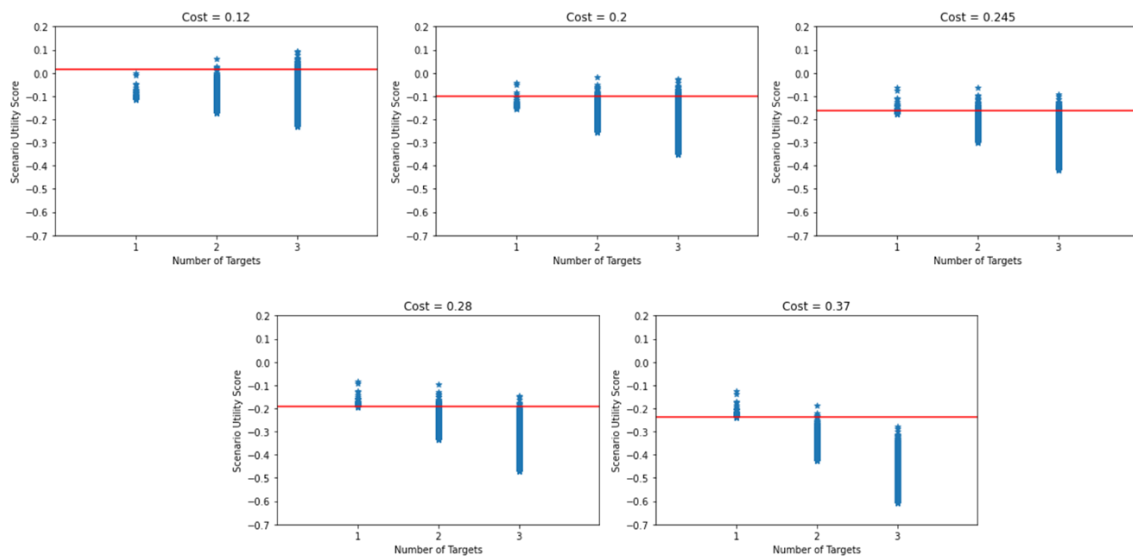 Cost = 0.12
Scenario Utility Score
0.2
0.1
0.0
−0.1
−0.2
−0.3
−0.4
−0.5
−0.6
−0.7
1 2 3
Number of Targets
Cost = 0.2
Scenario Utility Score
0.2
0.1
0.0
−0.1
−0.2
−0.3
−0.4
−0.5
−0.6
−0.7
1 2 3
Number of Targets
Cost = 0.245
Scenario Utility Score
0.2
0.1
0.0
−0.1
−0.2
−0.3
−0.4
−0.5
−0.6
−0.7
1 2 3
Number of Targets
Cost = 0.28
Scenario Utility Score
0.2
0.1
0.0
−0.1
−0.2
−0.3
−0.4
−0.5
−0.6
−0.7
1 2 3
Number of Targets
Cost = 0.37
Scenario Utility Score
0.2
0.1
0.0
−0.1
−0.2
−0.3
−0.4
−0.5
−0.6
−0.7
1 2 3
Number of Targets